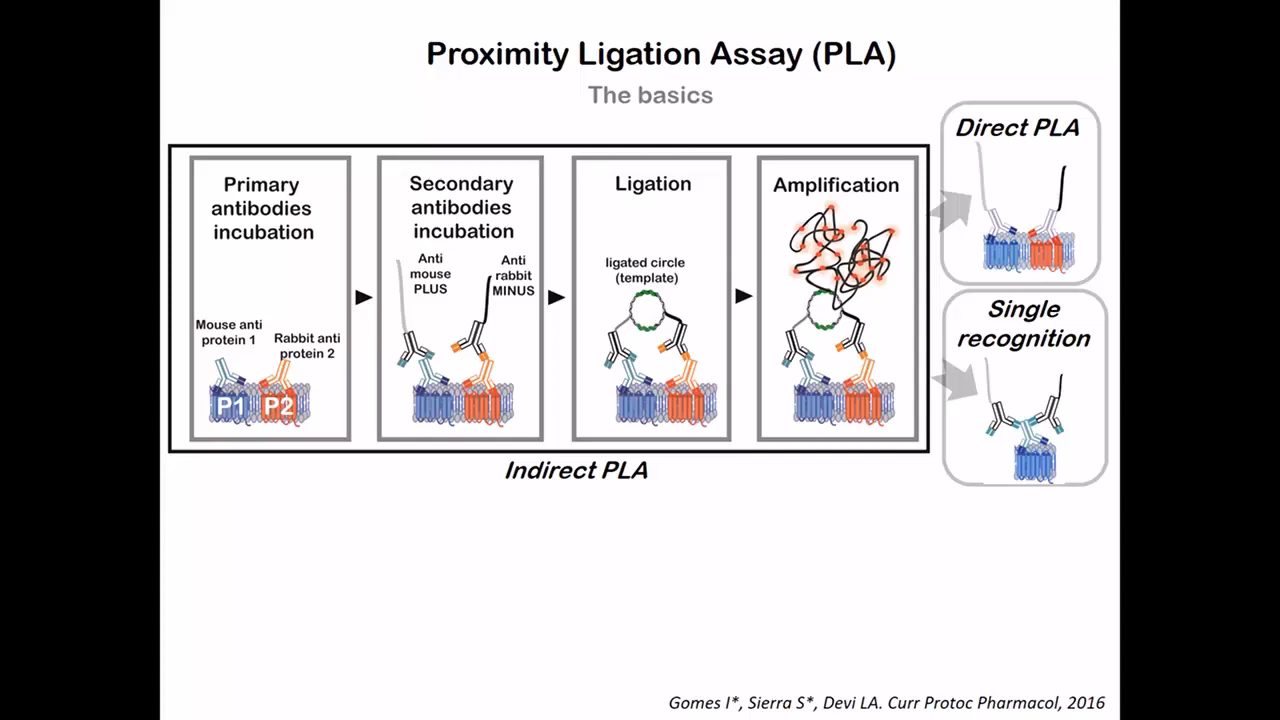 Proximity Ligation Assay (PLA)
The basics
Primary
antibodies
incubation
Mouse anti
protein 1
Rabbit anti
protein 2
P1
P2
Secondary
antibodies
incubation
Anti
mouse
PLUS
Anti
rabbit
MINUS
Ligation
ligated circle
(template)
Amplification
Indirect PLA
Direct PLA
Single
recognition
Gomes I*, Sierra S*, Devi LA. Curr Protoc Pharmacol, 2016